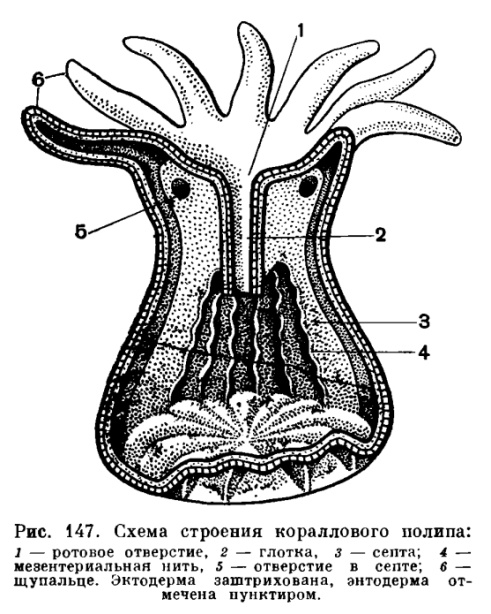 1
6
5
2
3
4
Рис. 147. Схема строения кораллового полипа:
1 — ротовое отверстие, 2 — глотка, 3 — септа; 4 —
мезентериальная нить, 5 — отверстие в септе; 6 —
щупальце. Эктодерма заштрихована, энтодерма от-
мечена пунктиром.